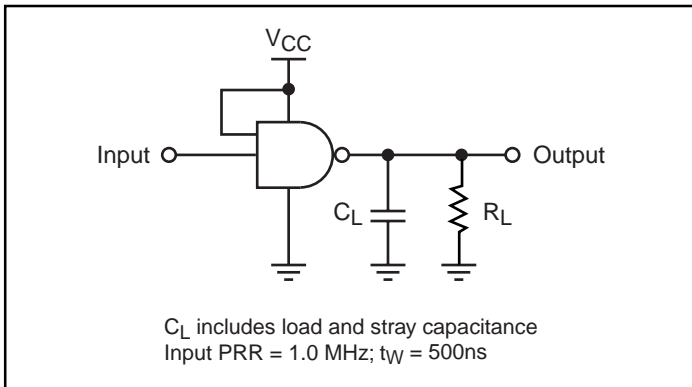 VCC
Input
Output
CL
RL
CL includes load and stray capacitance
Input PRR = 1.0 MHz; tW = 500ns